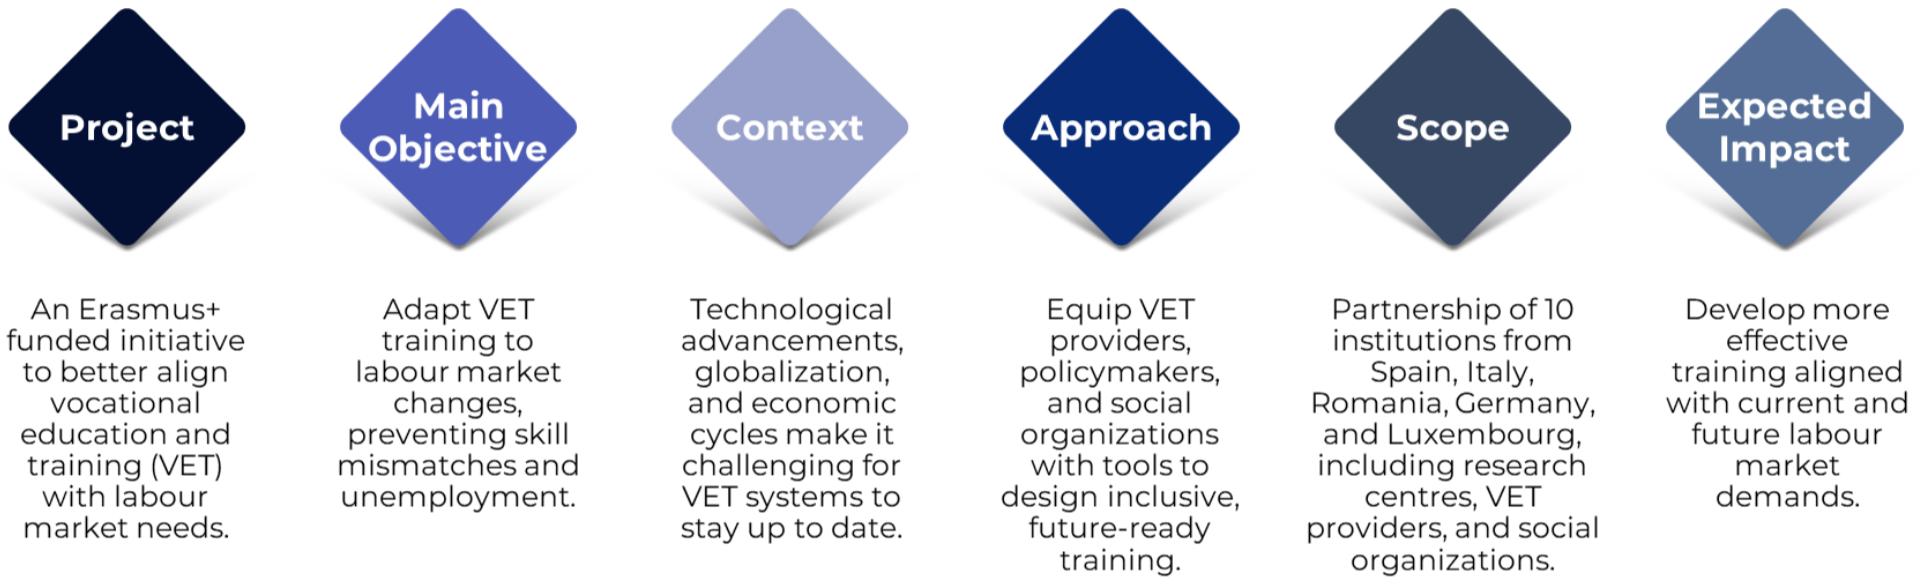 Project
An Erasmus+
funded initiative
to better align
vocational
education and
training (VET)
with labour
market needs.
Main
Objective
Adapt VET
training to
labour market
changes,
preventing skill
mismatches and
unemployment.
Context
Technological
advancements,
globalization,
and economic
cycles make it
challenging for
VET systems to
stay up to date.
Approach
Equip VET
providers,
policymakers,
and social
organizations
with tools to
design inclusive,
future-ready
training.
Scope
Partnership of 10
institutions from
Spain, Italy,
Romania, Germany,
and Luxembourg,
including research
centres, VET
providers, and social
organizations.
Expected
Impact
Develop more
effective
training aligned
with current and
future labour
market
demands.